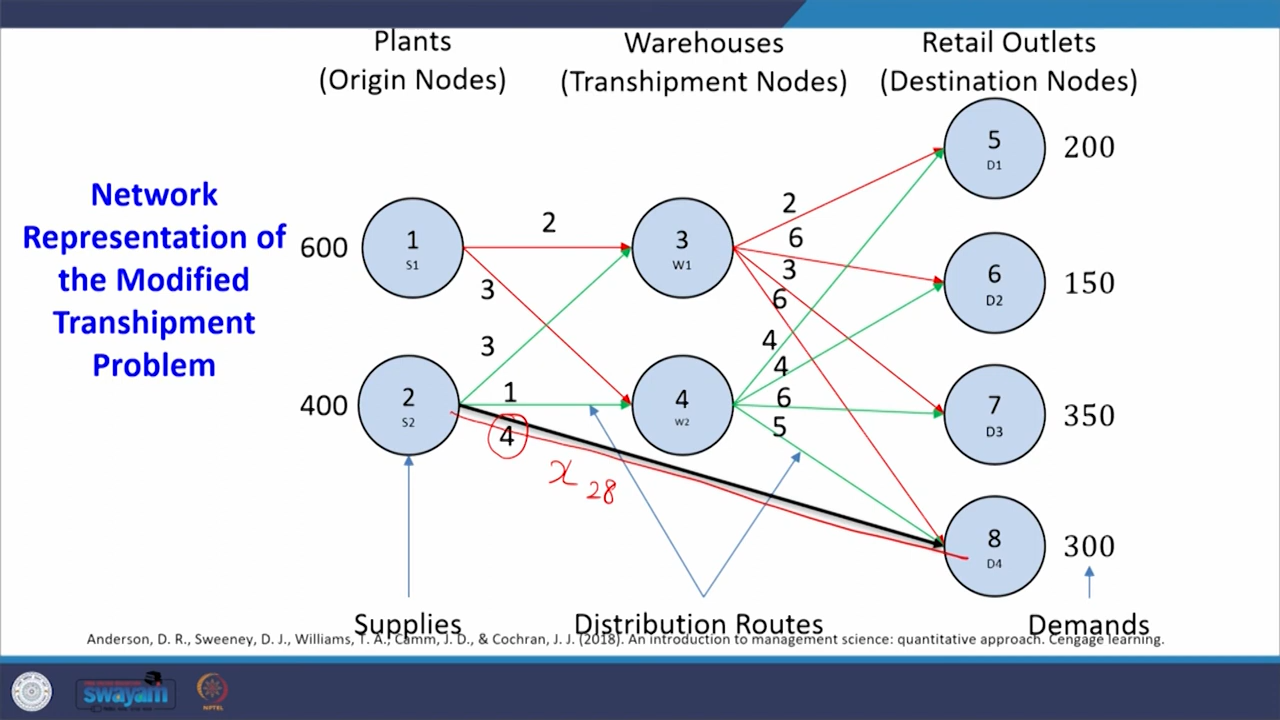 Plants
(Origin Nodes)
Warehouses
(Transhipment Nodes)
Retail Outlets
(Destination Nodes)
Network
Representation of
the Modified
Transhipment
Problem
600
1
S1
2
3
400
2
S2
3
1
4
x28
3
W1
2
6
3
6
4
W2
4
4
6
5
5
D1
200
6
D2
150
7
D3
350
8
D4
300
Supplies
Distribution Routes
Demands
Anderson, D. R., Sweeney, D. J., Williams, T. A., Camm, J. D., & Cochran, J. J. (2018). An introduction to management science: quantitative approach. Cengage learning.
swayam
NPTEL